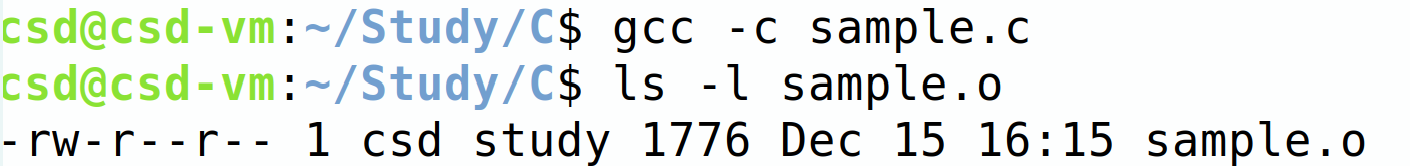 csd@csd-vm:~/Study/C$ gcc -c sample.c
csd@csd-vm:~/Study/C$ ls -l sample.o
-rw-r--r-- 1 csd study 1776 Dec 15 16:15 sample.o